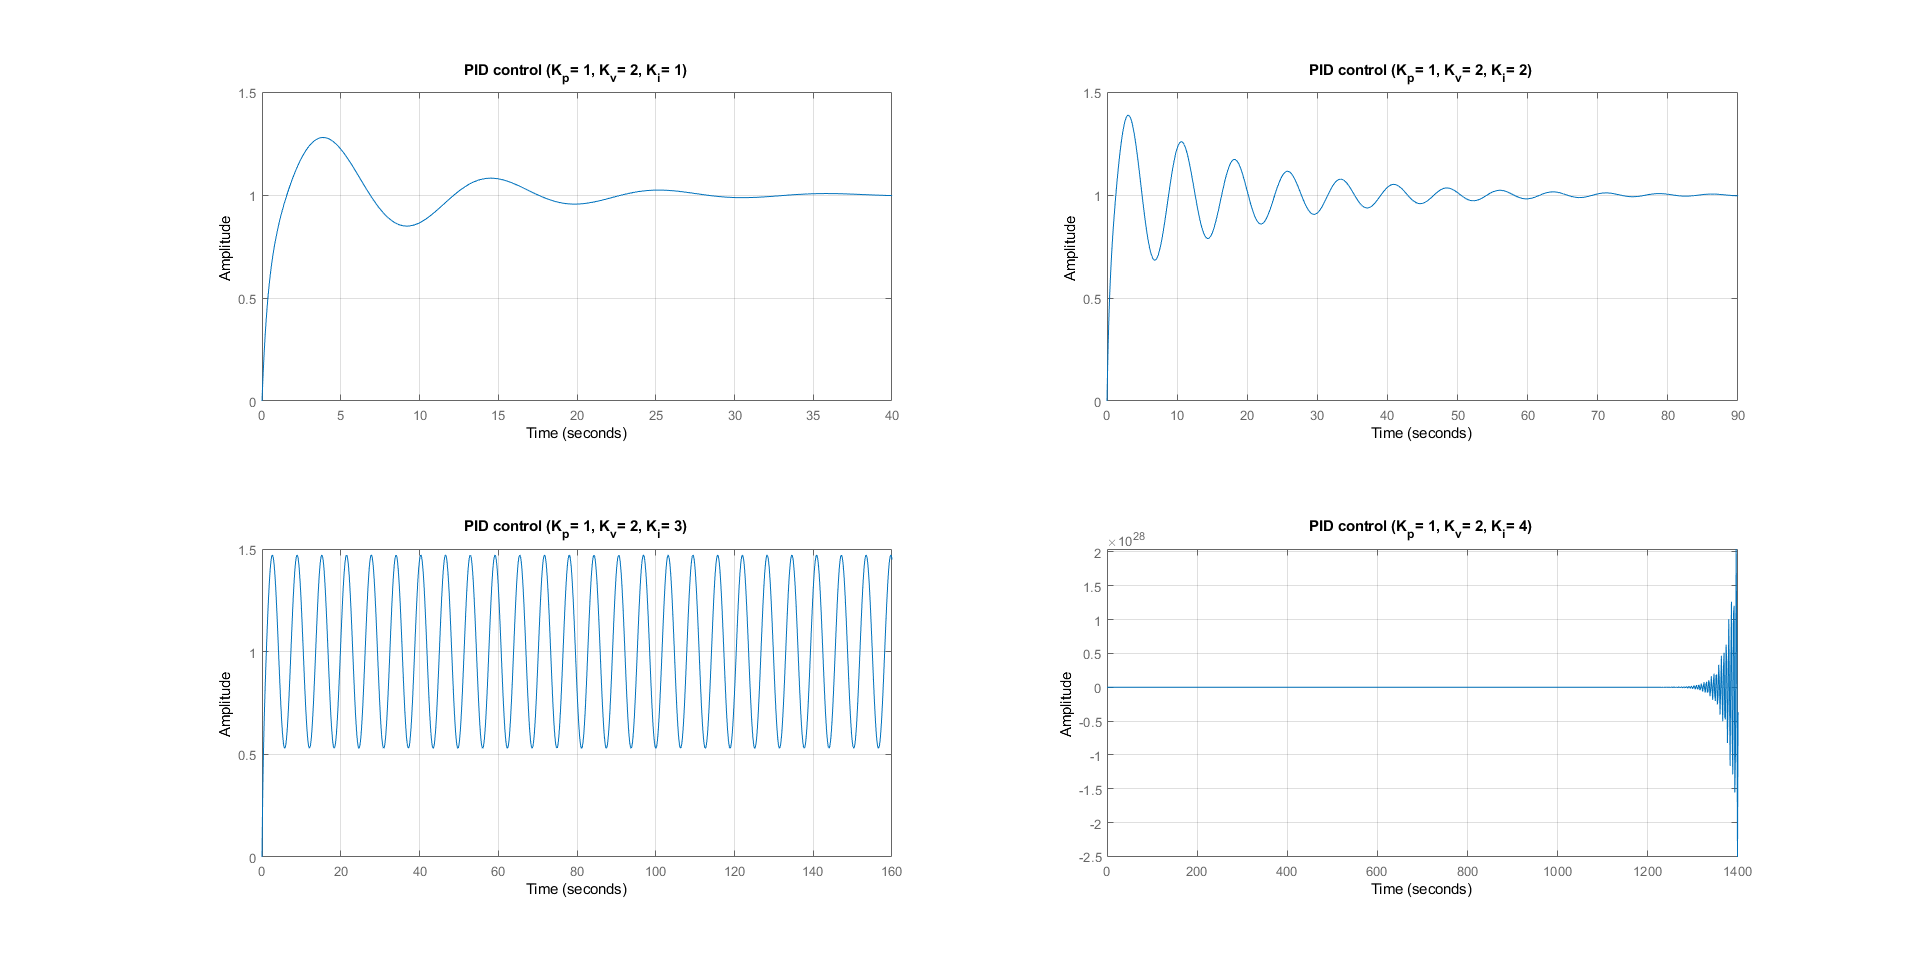 PID control (Kp= 1, Kv= 2, Ki= 1)
1.5
1
0.5
0
Amplitude
0 5 10 15 20 25 30 35 40
Time (seconds)
PID control (Kp= 1, Kv= 2, Ki= 2)
1.5
1
0.5
0
Amplitude
0 10 20 30 40 50 60 70 80 90
Time (seconds)
PID control (Kp= 1, Kv= 2, Ki= 3)
1.5
1
0.5
0
Amplitude
0 20 40 60 80 100 120 140 160
Time (seconds)
PID control (Kp= 1, Kv= 2, Ki= 4)
×10^28
2
1.5
1
0.5
0
-0.5
-1
-1.5
-2
-2.5
Amplitude
0 200 400 600 800 1000 1200 1400
Time (seconds)